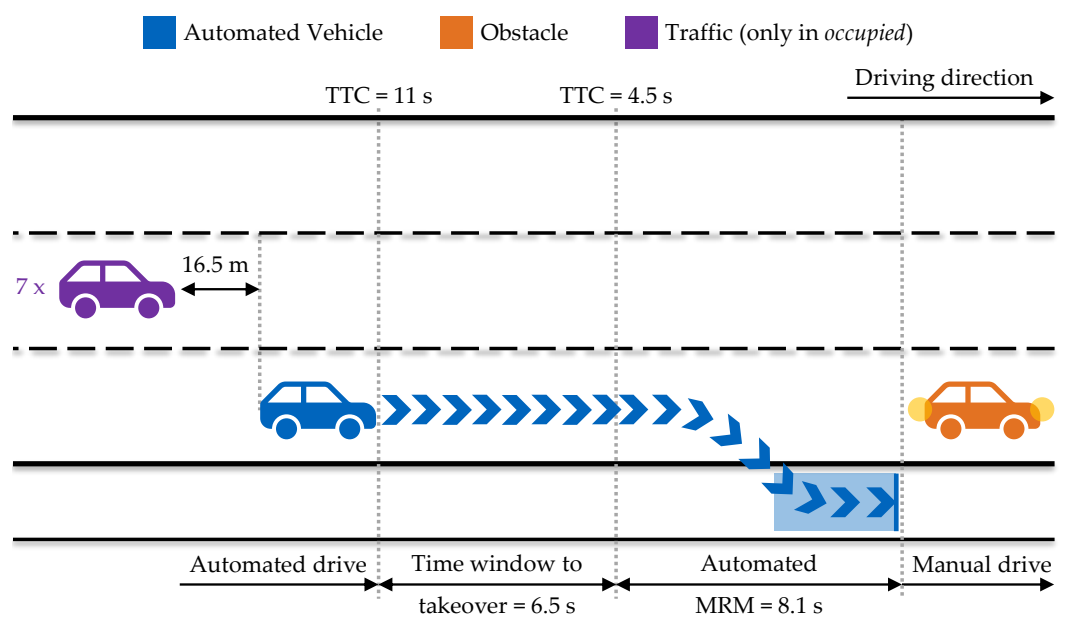 Automated Vehicle
Obstacle
Traffic (only in occupied)
Driving direction
TTC = 11 s
TTC = 4.5 s
16.5 m
7 x
Automated drive
Time window to
takeover = 6.5 s
Automated
MRM = 8.1 s
Manual drive